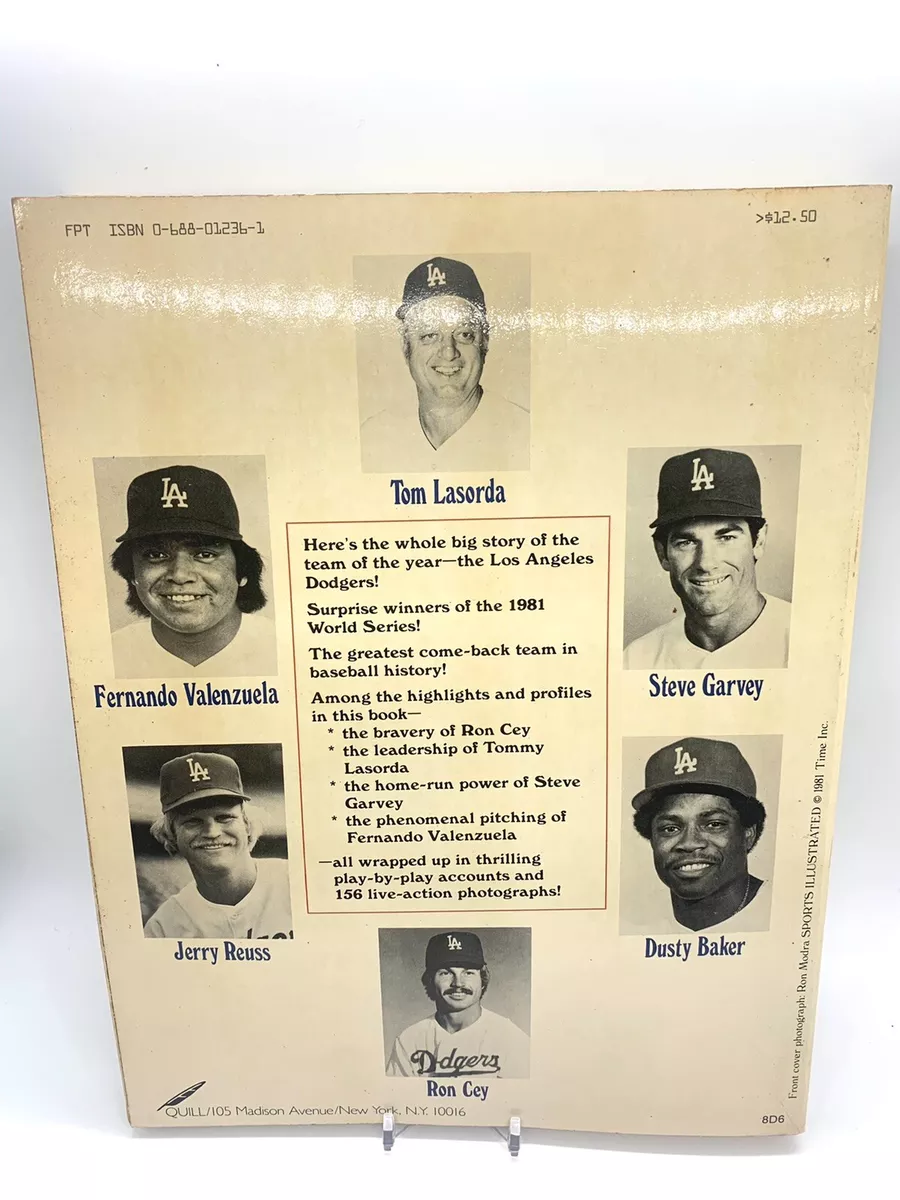 FPT ISBN 0-688-01236-1
>$12.50
LA
Tom Lasorda
LA
Fernando Valenzuela
LA
Steve Garvey
Here's the whole big story of the
team of the year—the Los Angeles
Dodgers!
Surprise winners of the 1981
World Series!
The greatest come-back team in
baseball history!
Among the highlights and profiles
in this book—
* the bravery of Ron Cey
* the leadership of Tommy
Lasorda
* the home-run power of Steve
Garvey
* the phenomenal pitching of
Fernando Valenzuela
—all wrapped up in thrilling
play-by-play accounts and
156 live-action photographs!
LA
Jerry Reuss
LA
Dusty Baker
LA
Dodgers
Ron Cey
Front cover photograph: Ron Modra SPORTS ILLUSTRATED © 1981 Time Inc.
QUILL/105 Madison Avenue/New York, N.Y. 10016
8D6